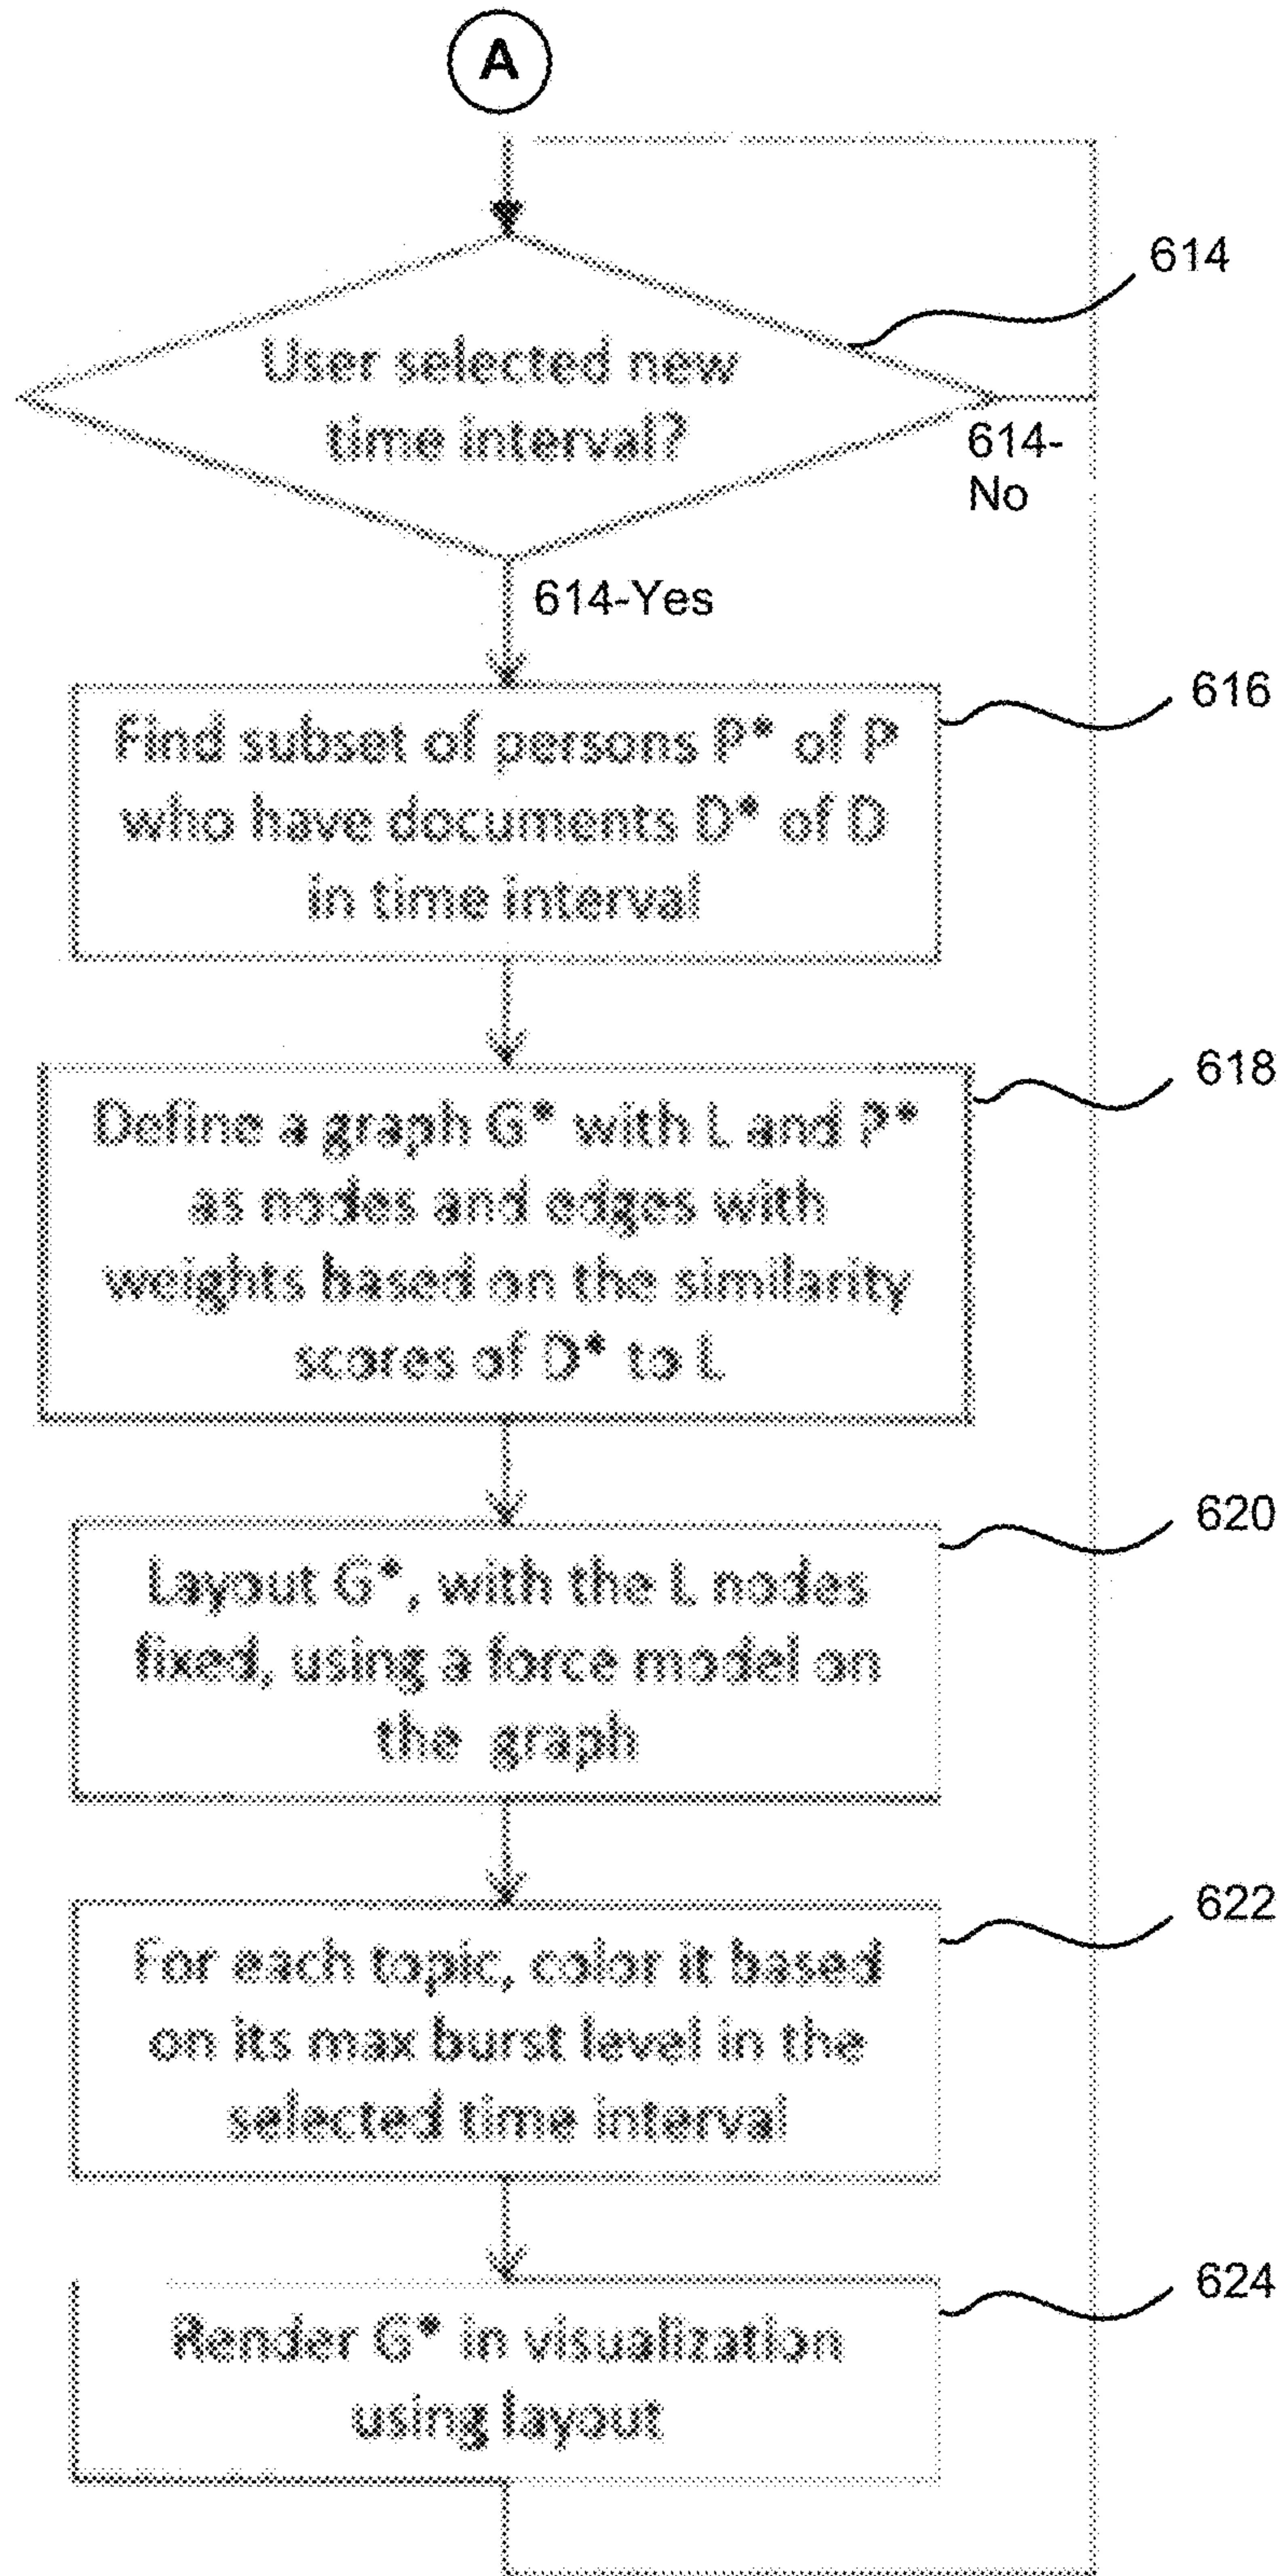 A
614
User selected new
time interval?
614-
No
614-Yes
616
Find subset of persons P* of P
who have documents D* of D
in time interval
618
Define a graph G* with L and P*
as nodes and edges with
weights based on the similarity
scores of D* to L
620
Layout G*, with the L nodes
fixed, using a force model on
the graph
622
For each topic, color it based
on its max burst level in the
selected time interval
624
Render G* in visualization
using layout